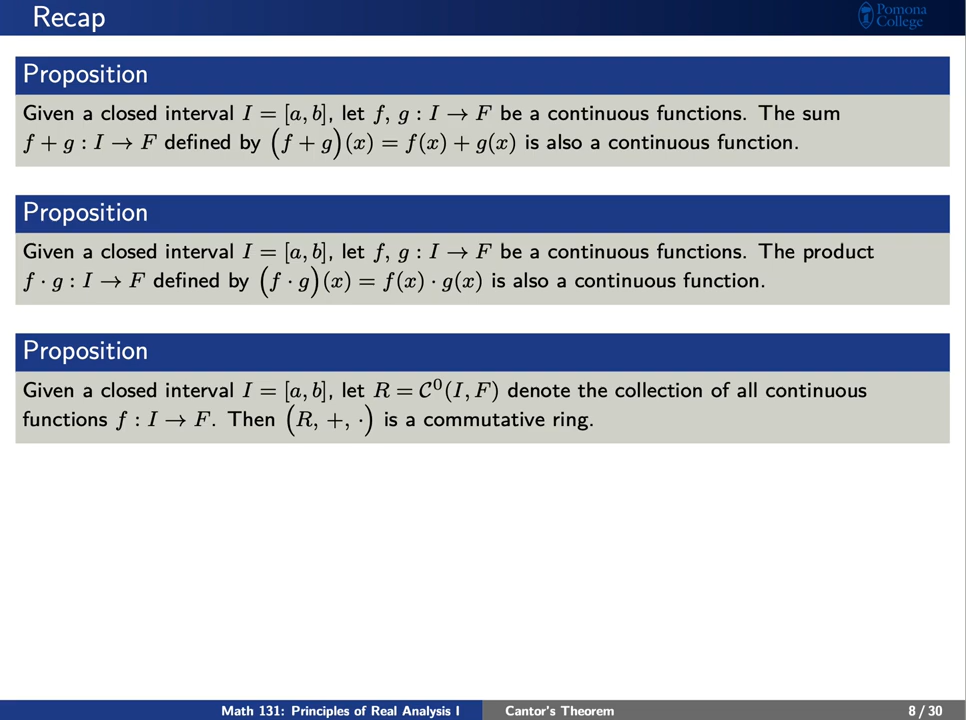 Recap
Pomona
College
Proposition
Given a closed interval I = [a, b], let f, g : I → F be a continuous functions. The sum
f + g : I → F defined by (f + g)(x) = f(x) + g(x) is also a continuous function.
Proposition
Given a closed interval I = [a, b], let f, g : I → F be a continuous functions. The product
f · g : I → F defined by (f · g)(x) = f(x) · g(x) is also a continuous function.
Proposition
Given a closed interval I = [a, b], let R = C⁰(I, F) denote the collection of all continuous
functions f : I → F. Then (R, +, ·) is a commutative ring.
Math 131: Principles of Real Analysis I
Cantor's Theorem
8 / 30